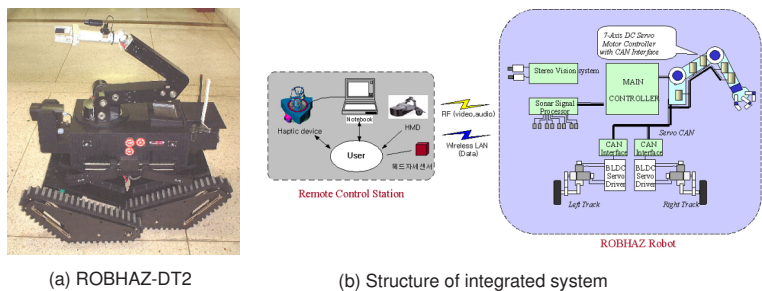 7-Axis DC Servo
Motor Controller
with CAN Interface
Stereo Vision system
MAIN
CONTROLLER
Sonar Signal
Processor
Servo CAN
CAN
Interface
CAN
Interface
BLDC
Servo
Driver
BLDC
Servo
Driver
Left Track
Right Track
ROBHAZ Robot
RF (video,audio)
Wireless LAN
(Data)
Haptic device
Notebook
HMD
User
헤드자세센서
Remote Control Station
(a) ROBHAZ-DT2
(b) Structure of integrated system